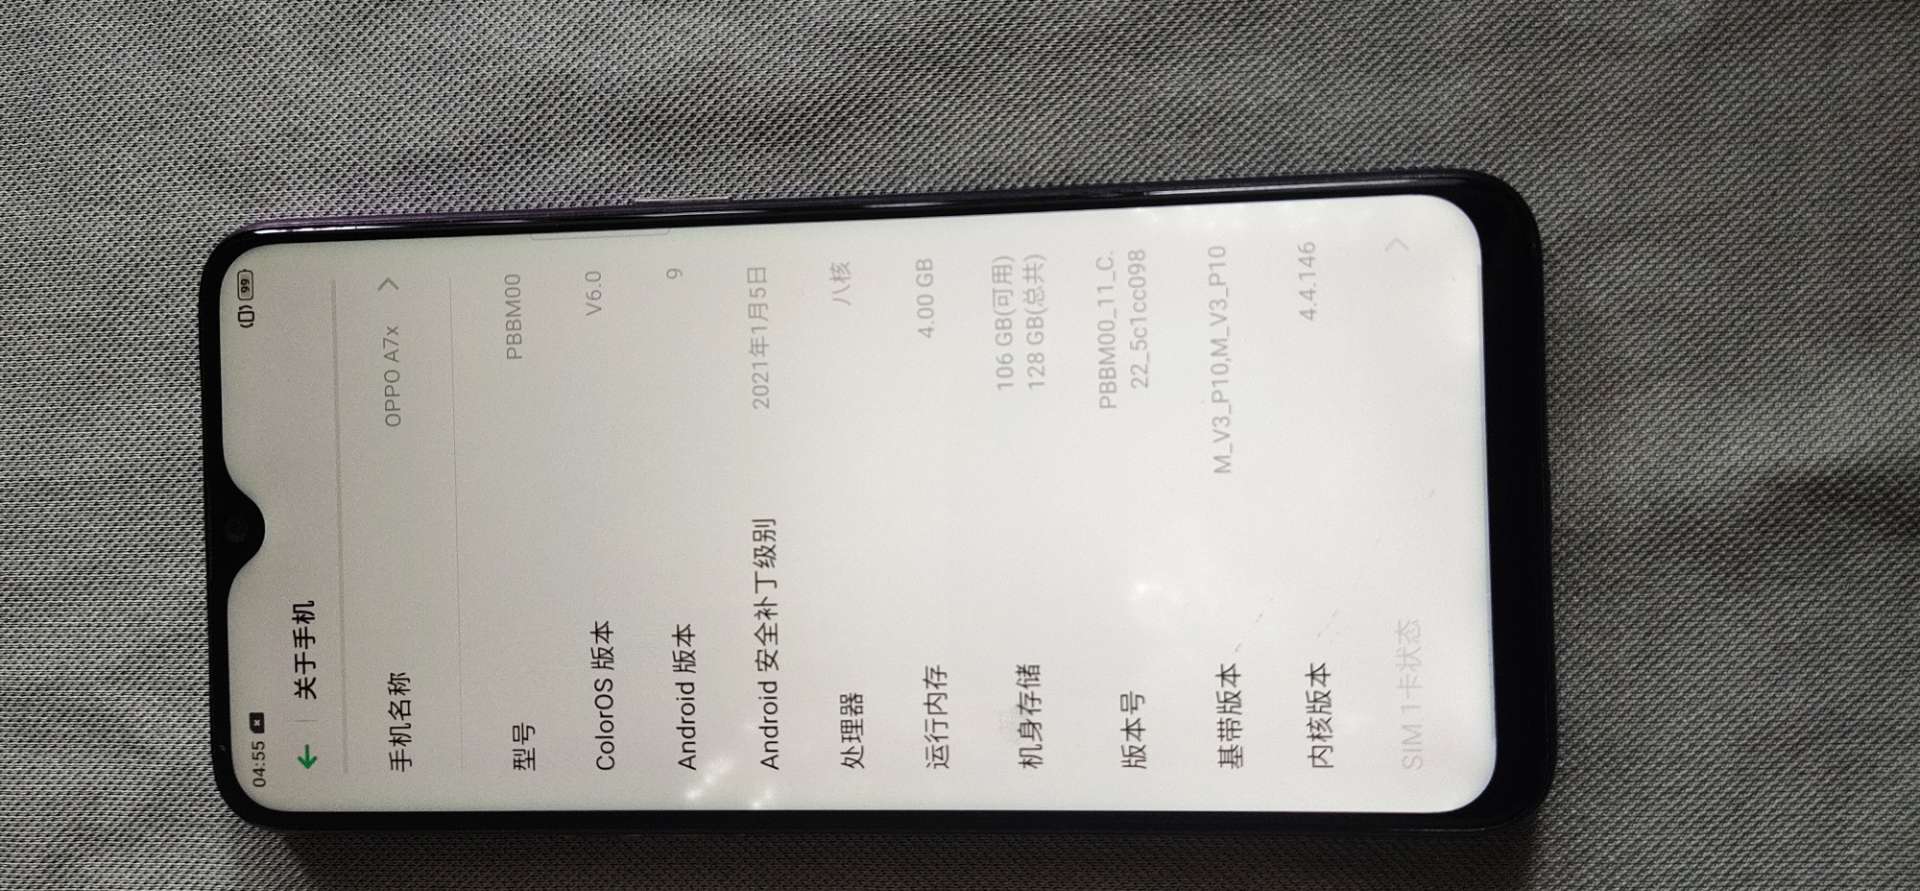 04:55
99
关于手机
手机名称 OPPO A7x
型号 PBBM00
ColorOS 版本 V6.0
Android 版本 9
Android 安全补丁级别 2021年1月5日
处理器 八核
运行内存 4.00 GB
机身存储 106 GB(可用)
128 GB(总共)
版本号 PBBM00_11_C.
22_5c1cc098
基带版本 M_V3_P10,M_V3_P10
内核版本 4.4.146
SIM 1卡状态